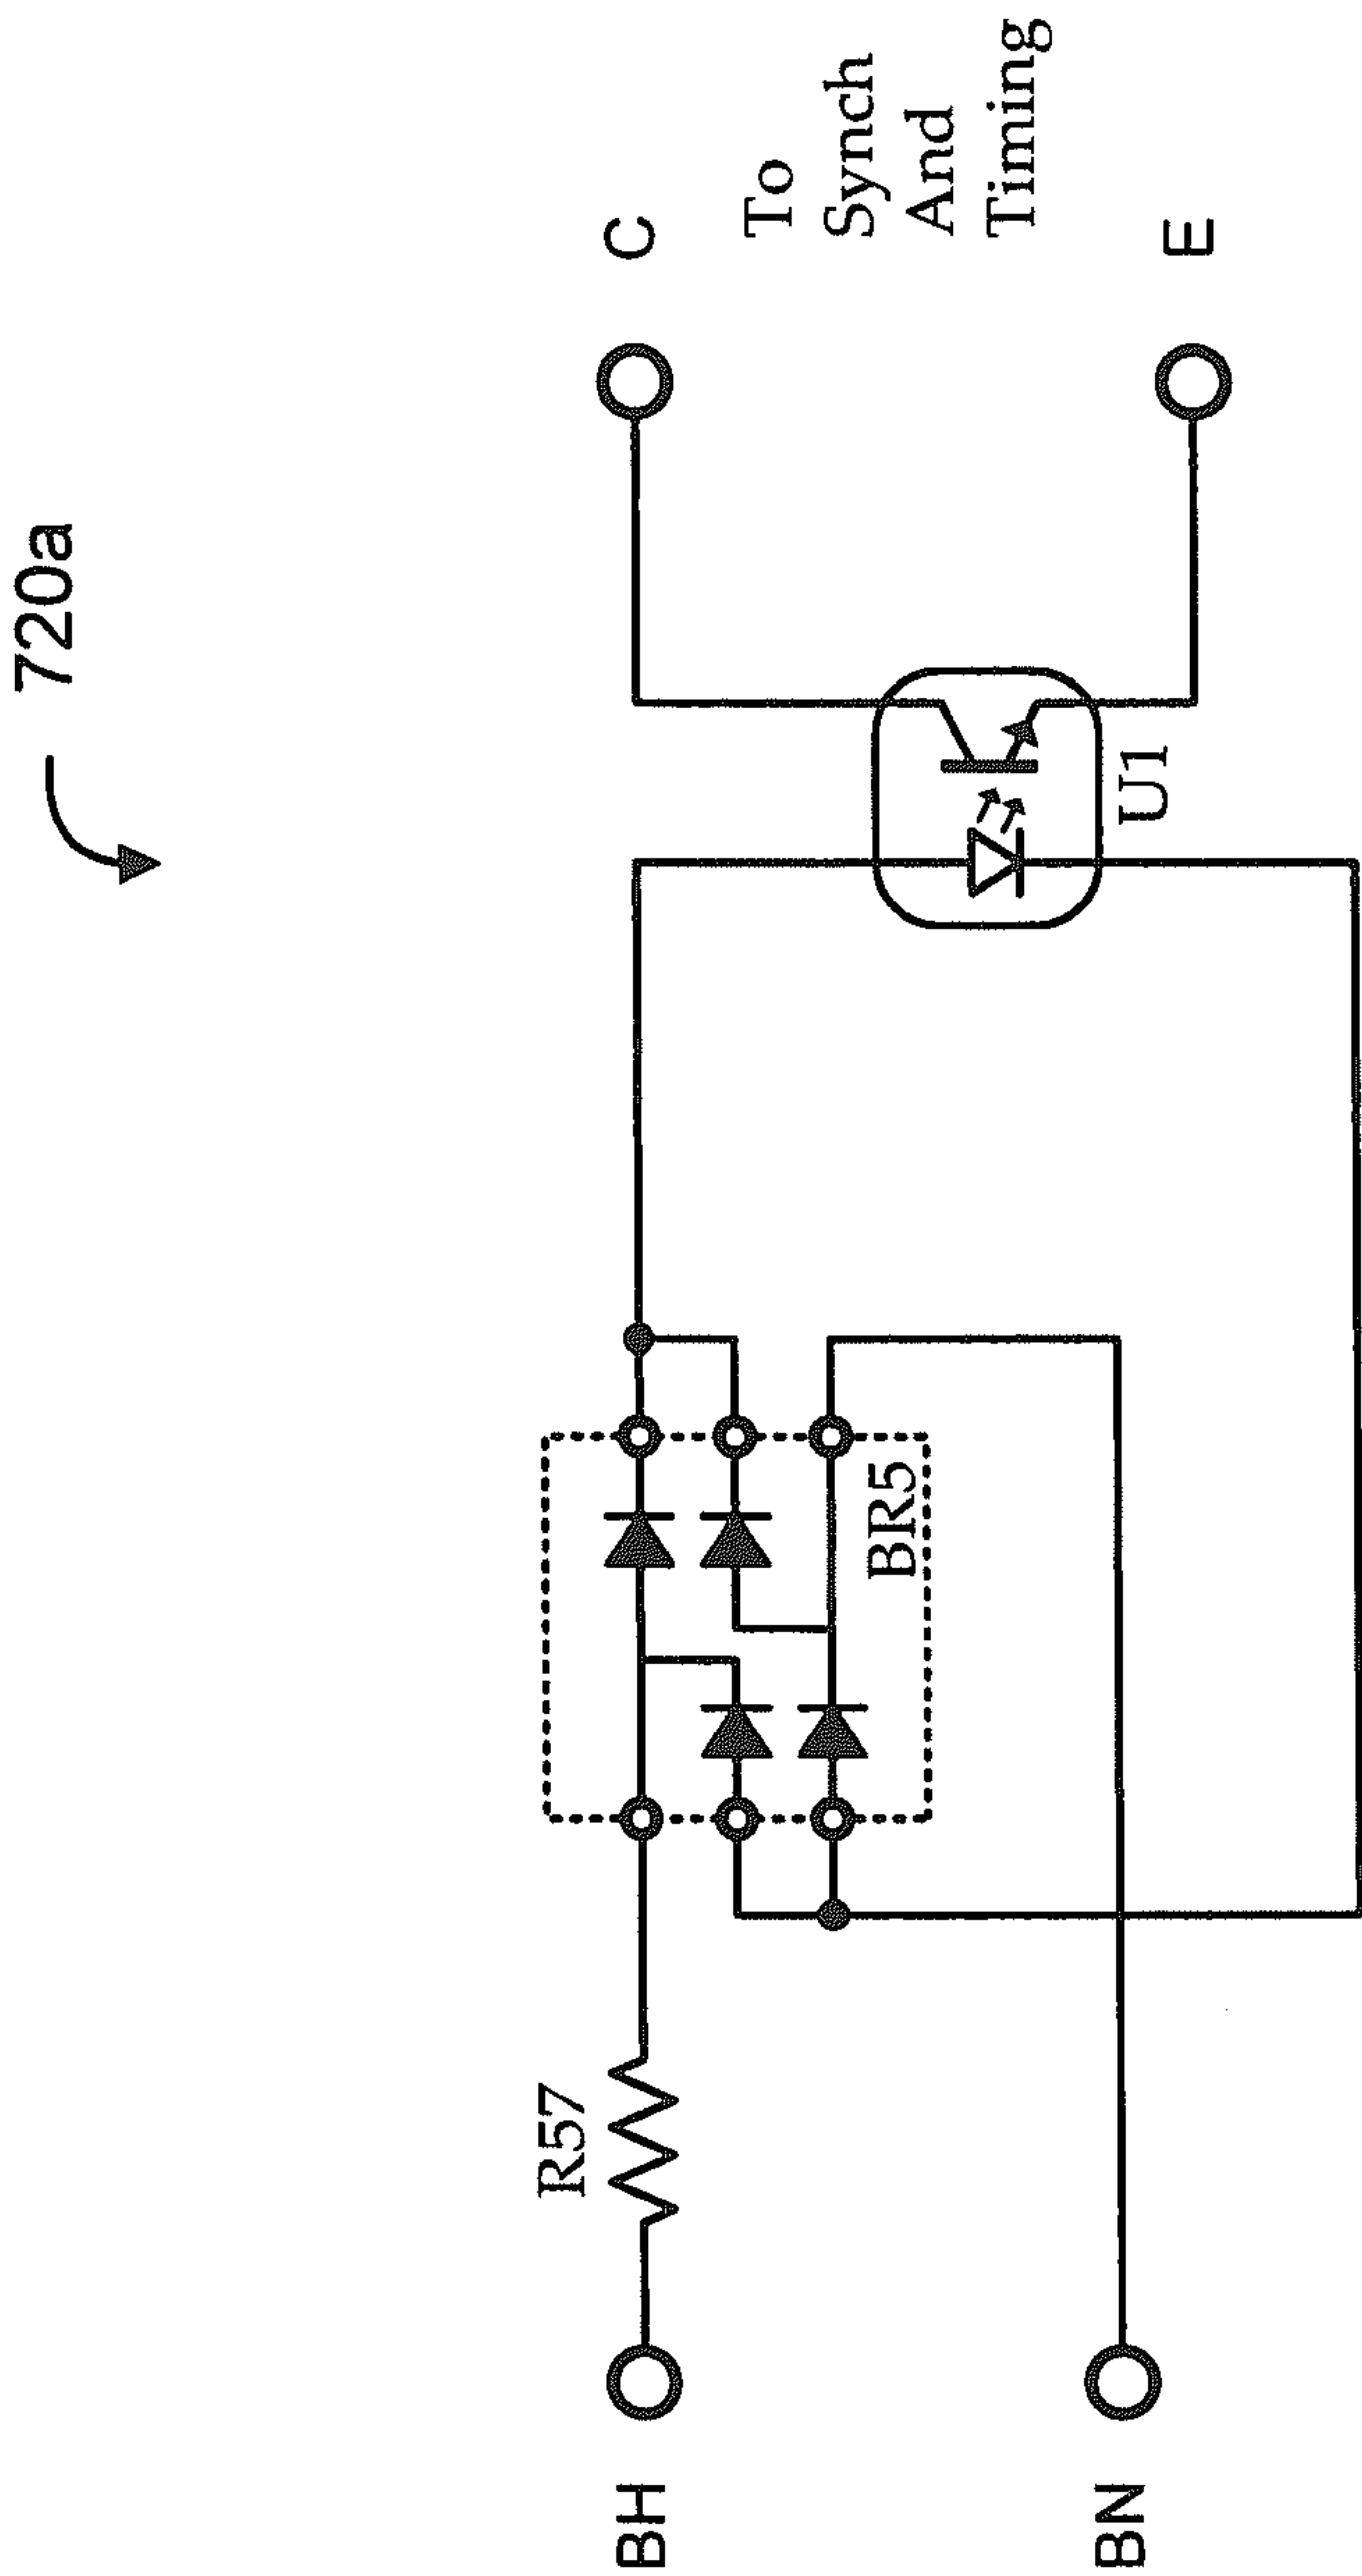 720a
BH
R57
BR5
BN
U1
C
To
Synch
And
Timing
E